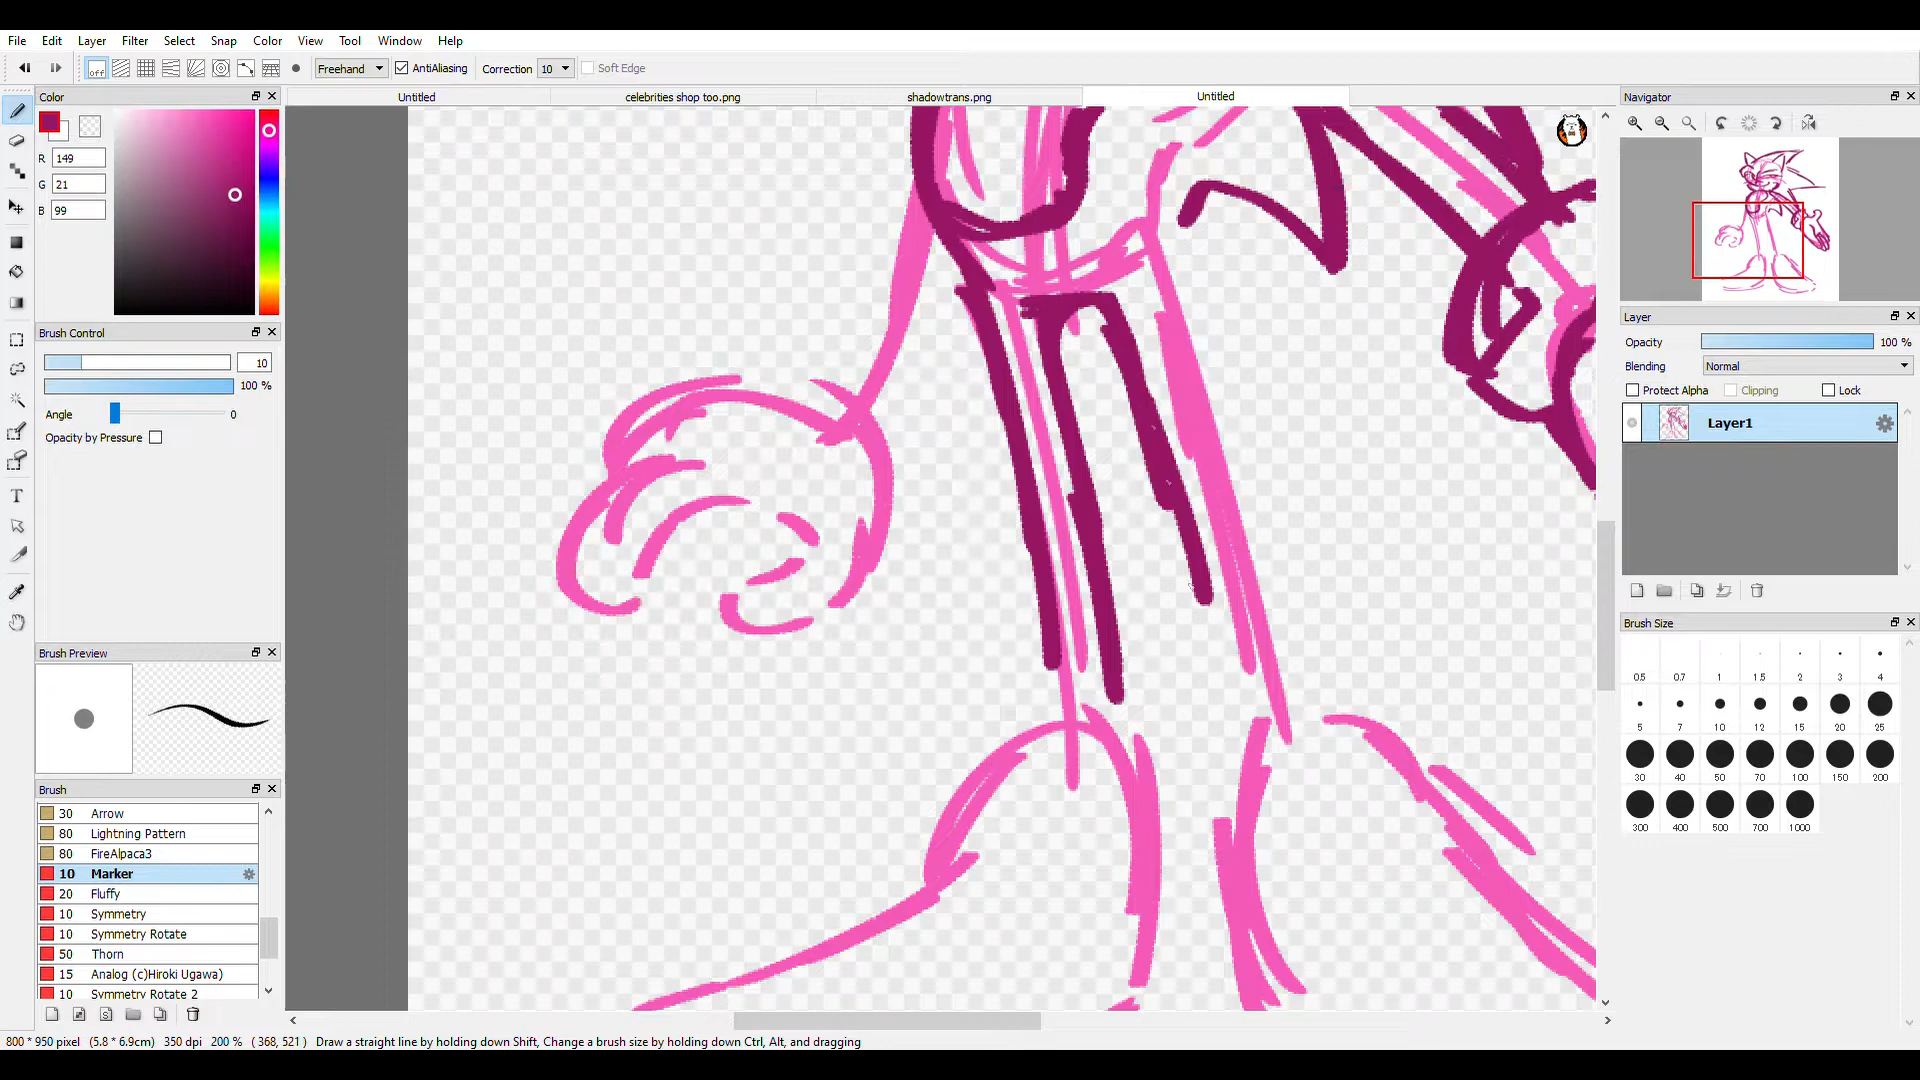 File Edit Layer Filter Select Snap Color View Tool Window Help
off Freehand AntiAliasing Correction 10 Soft Edge
Color
Untitled
celebrities shop too.png
shadowtrans.png
Untitled
R 149
G 21
B 99
Brush Control
10
100 %
Angle 0
Opacity by Pressure
Brush Preview
Brush
30 Arrow
80 Lightning Pattern
80 FireAlpaca3
10 Marker
20 Fluffy
10 Symmetry
10 Symmetry Rotate
50 Thorn
15 Analog (c)Hiroki Ugawa)
10 Symmetry Rotate 2
Navigator
Layer
Opacity 100 %
Blending Normal
Protect Alpha Clipping Lock
Layer1
Brush Size
0.5 0.7 1 1.5 2 3 4
5 7 10 12 15 20 25
30 40 50 70 100 150 200
300 400 500 700 1000
800 * 950 pixel (5.8 * 6.9cm) 350 dpi 200 % ( 368, 521 ) Draw a straight line by holding down Shift, Change a brush size by holding down Ctrl, Alt, and dragging